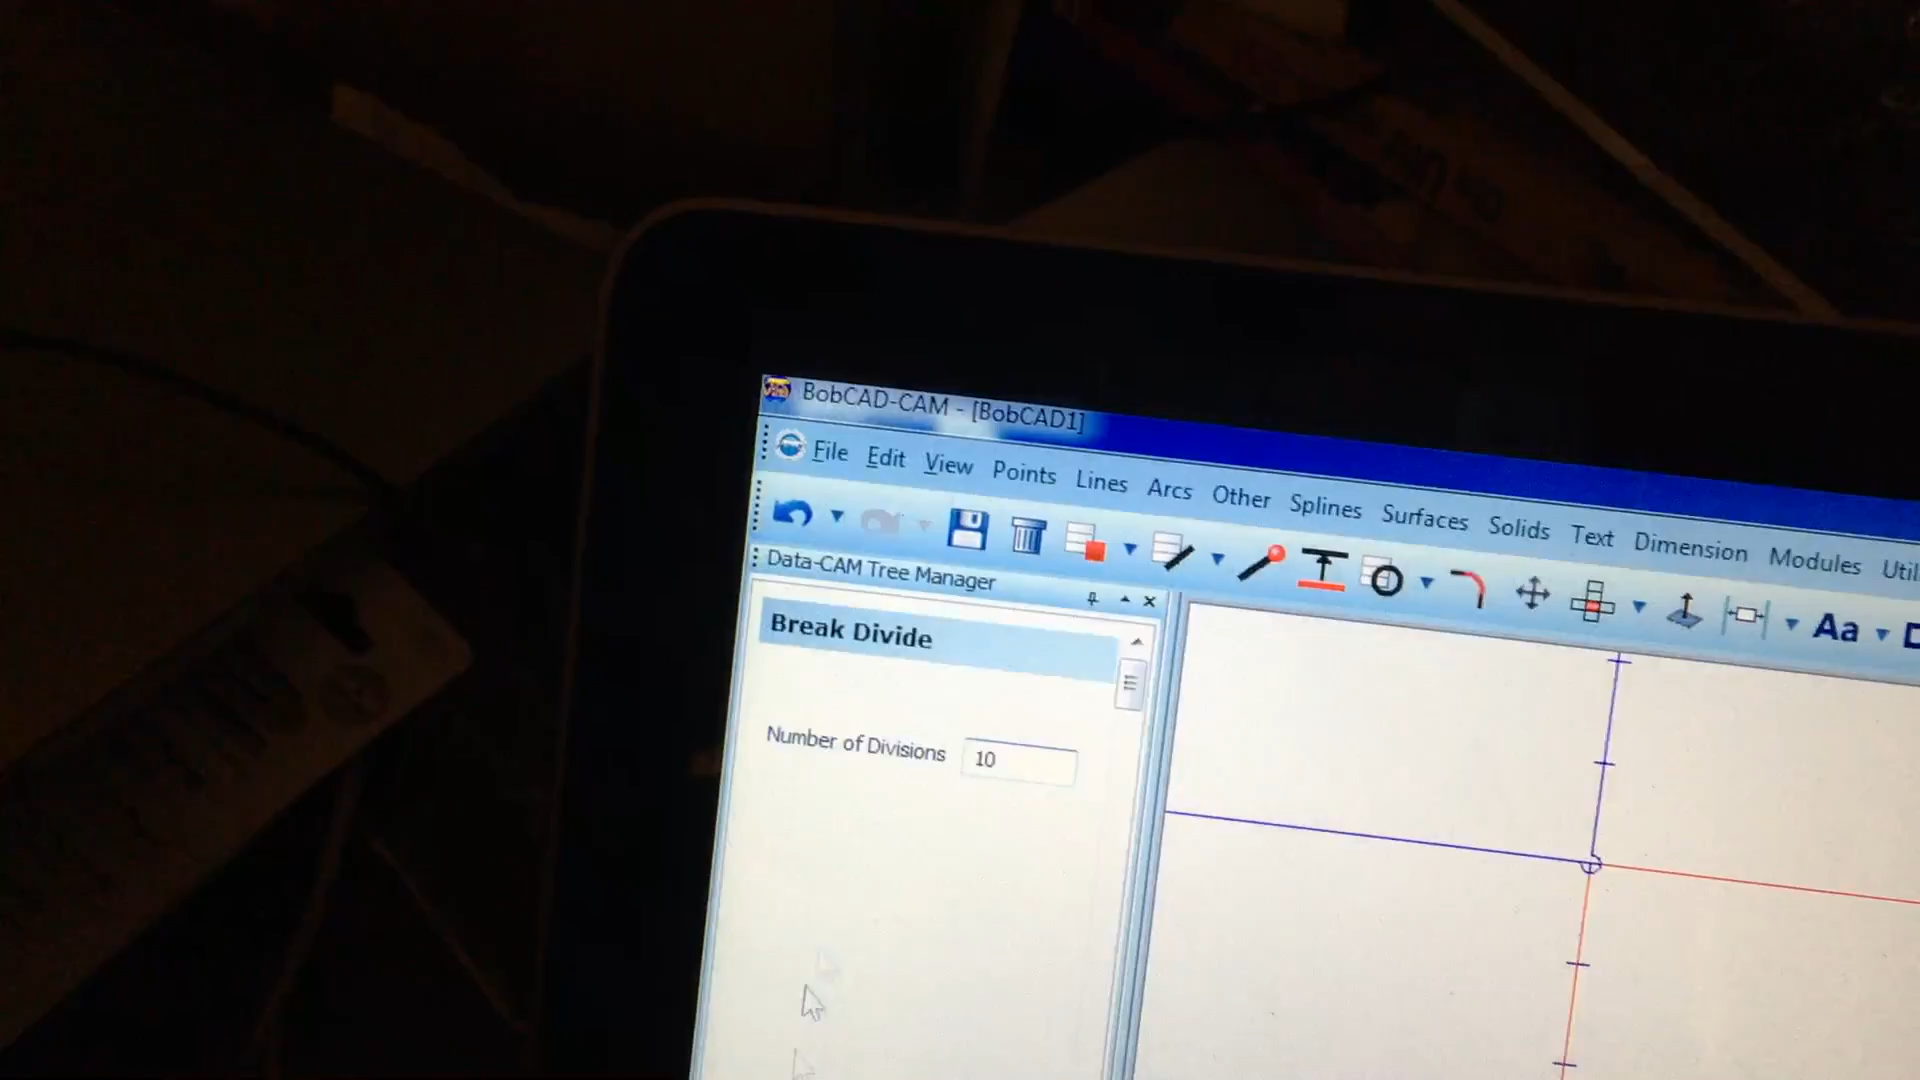 BobCAD-CAM - [BobCAD1]
File Edit View Points Lines Arcs Other Splines Surfaces Solids Text Dimension Modules
Aa
Data-CAM Tree Manager
Break Divide
Number of Divisions 10